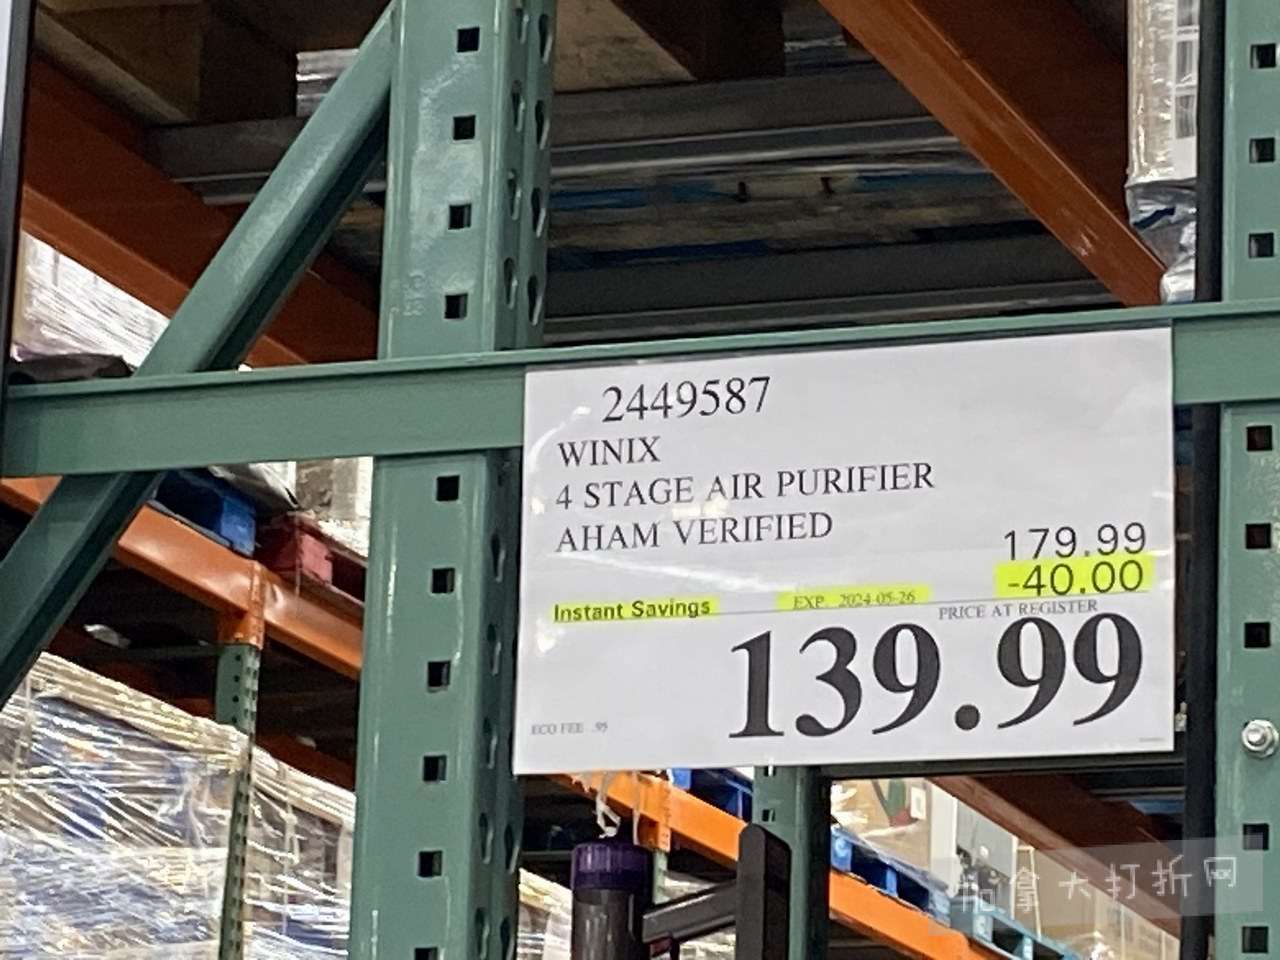 2449587
WINIX
4 STAGE AIR PURIFIER
AHAM VERIFIED
179.99
-40.00
Instant Savings EXP. 2024-05-26
PRICE AT REGISTER
139.99
ECO FEE .95
加拿大打折网